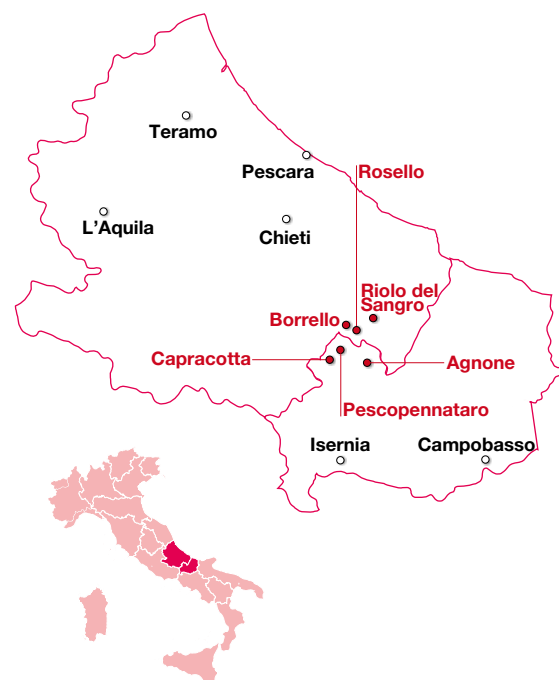 Teramo
Pescara
Rosello
L'Aquila
Chieti
Riolo del
Sangro
Borrello
Capracotta
Agnone
Pescopennataro
Isernia
Campobasso